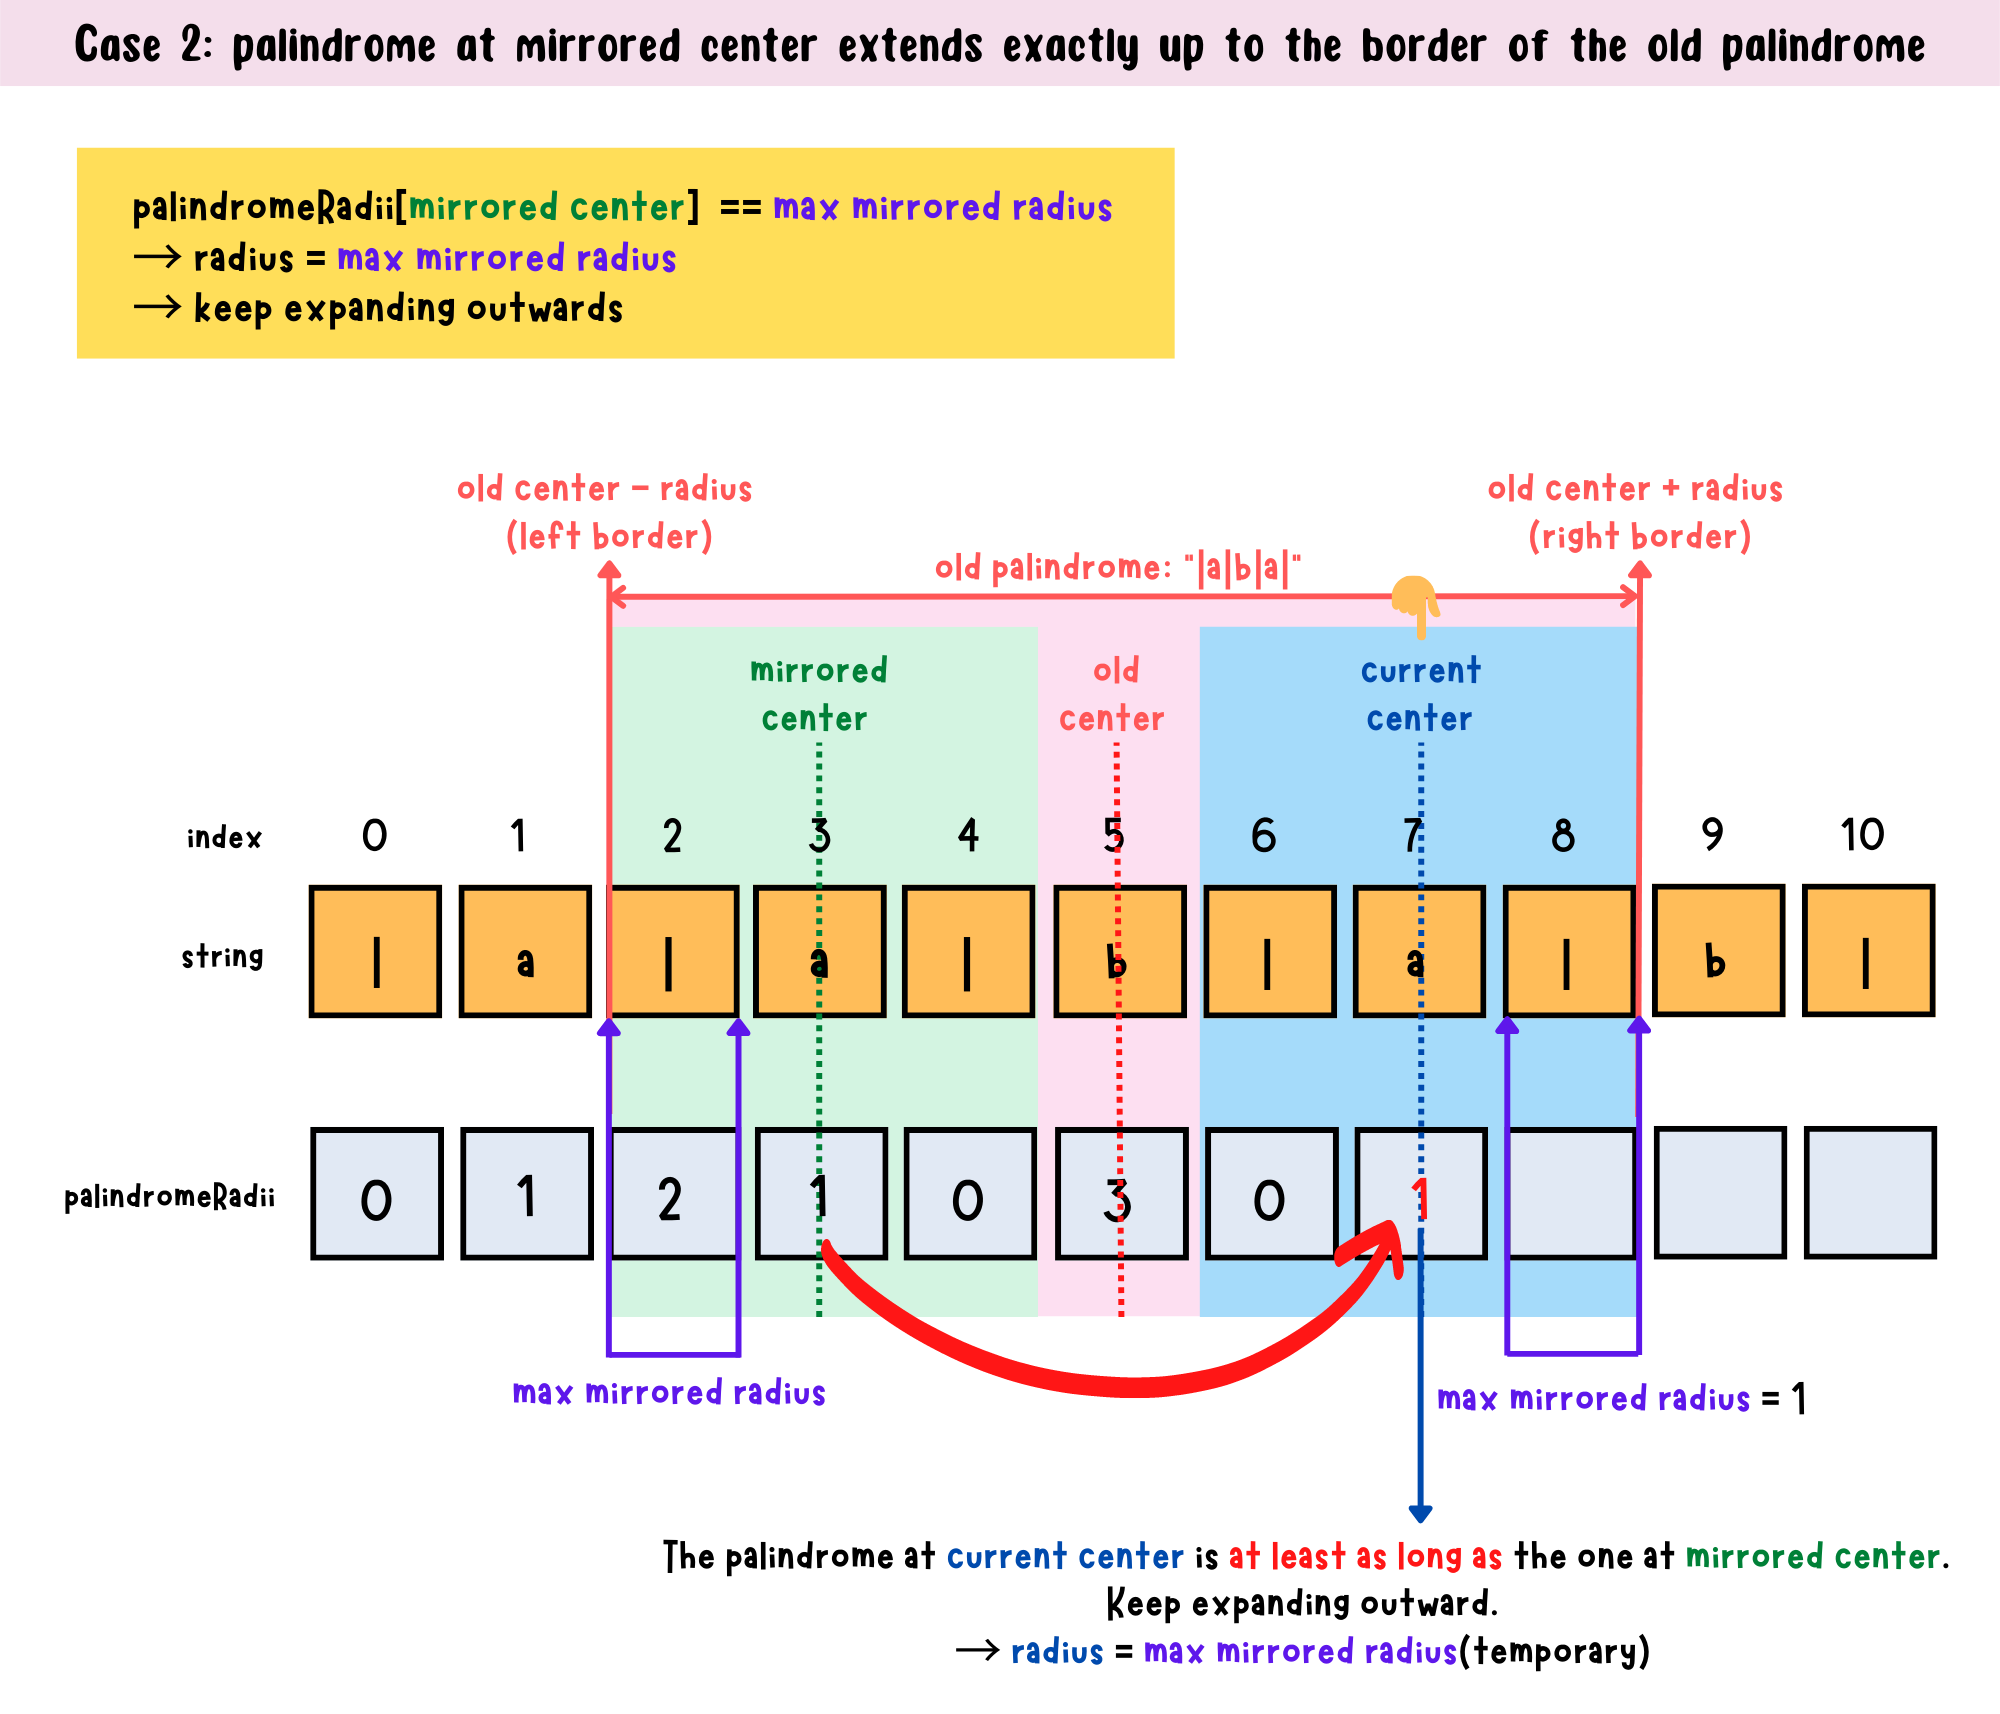 Case 2: palindrome at mirrored center extends exactly up to the border of the old palindrome
palindromeRadii[mirrored center] == max mirrored radius
→ radius = max mirrored radius
→ keep expanding outwards
old center - radius
(left border)
old center + radius
(right border)
old palindrome: "|a|b|a|"
mirrored
center
old
center
current
center
index 0 1 2 3 4 5 6 7 8 9 10
string | a | a | b | a | b |
palindromeRadii 0 1 2 1 0 3 0 1
max mirrored radius
max mirrored radius = 1
The palindrome at current center is at least as long as the one at mirrored center.
Keep expanding outward.
→ radius = max mirrored radius(temporary)